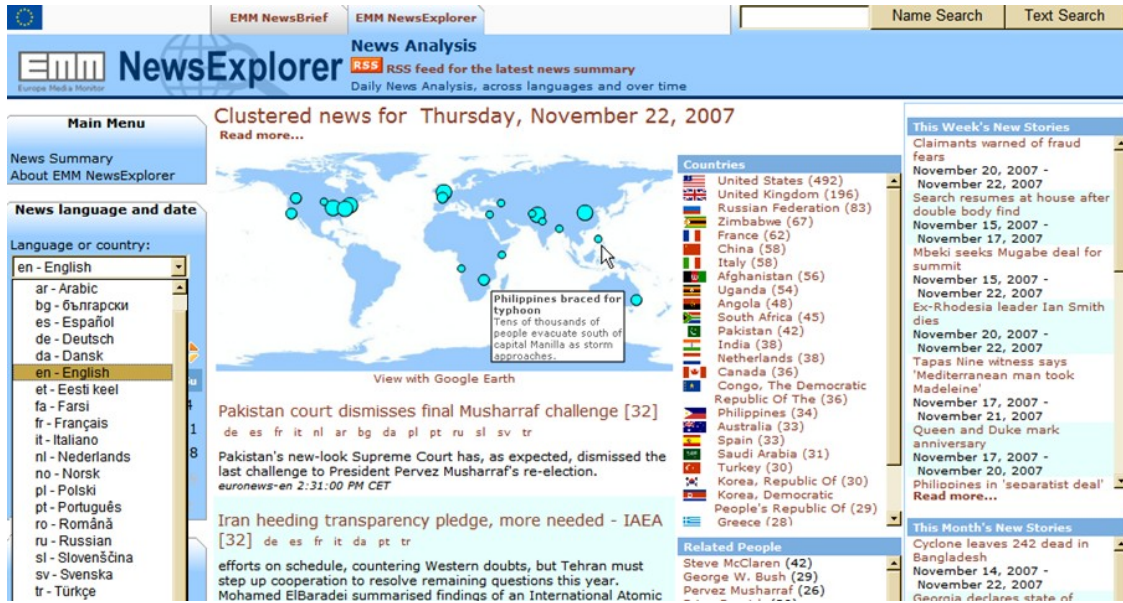 EMM NewsBrief
EMM NewsExplorer
Name Search
Text Search
EMM
Europe Media Monitor
NewsExplorer
News Analysis
RSS RSS feed for the latest news summary
Daily News Analysis, across languages and over time
Main Menu
News Summary
About EMM NewsExplorer
News language and date
Language or country:
en - English
ar - Arabic
bg - български
es - Español
de - Deutsch
da - Dansk
en - English
et - Eesti keel
fa - Farsi
fr - Français
it - Italiano
nl - Nederlands
no - Norsk
pl - Polski
pt - Português
ro - Română
ru - Russian
sl - Slovenščina
sv - Svenska
tr - Türkçe
4
1
8
Clustered news for Thursday, November 22, 2007
Read more...
Philippines braced for
typhoon
Tens of thousands of
people evacuate south of
capital Manilla as storm
approaches.
View with Google Earth
Pakistan court dismisses final Musharraf challenge [32]
de es fr it nl ar bg da pl pt ru sl sv tr
Pakistan's new-look Supreme Court has, as expected, dismissed the
last challenge to President Pervez Musharraf's re-election.
euronews-en 2:31:00 PM CET
Iran heeding transparency pledge, more needed - IAEA
[32] de es fr it da pt tr
efforts on schedule, countering Western doubts, but Tehran must
step up cooperation to resolve remaining questions this year.
Mohamed ElBaradei summarised findings of an International Atomic
Countries
United States (492)
United Kingdom (196)
Russian Federation (83)
Zimbabwe (67)
France (62)
China (58)
Italy (58)
Afghanistan (56)
Uganda (54)
Angola (48)
South Africa (45)
Pakistan (42)
India (38)
Netherlands (38)
Canada (36)
Congo, The Democratic
Republic Of The (36)
Philippines (34)
Australia (33)
Spain (33)
Saudi Arabia (31)
Turkey (30)
Korea, Republic Of (30)
Korea, Democratic
People's Republic Of (29)
Greece (28)
Related People
Steve McClaren (42)
George W. Bush (29)
Pervez Musharraf (26)
This Week's New Stories
Claimants warned of fraud
fears
November 20, 2007 -
November 22, 2007
Search resumes at house after
double body find
November 15, 2007 -
November 17, 2007
Mbeki seeks Mugabe deal for
summit
November 15, 2007 -
November 22, 2007
Ex-Rhodesia leader Ian Smith
dies
November 20, 2007 -
November 22, 2007
Tapas Nine witness says
'Mediterranean man took
Madeleine'
November 17, 2007 -
November 21, 2007
Queen and Duke mark
anniversary
November 17, 2007 -
November 20, 2007
Philippines in 'separatist deal'
Read more...
This Month's New Stories
Cyclone leaves 242 dead in
Bangladesh
November 14, 2007 -
November 22, 2007
Georgia declares state of